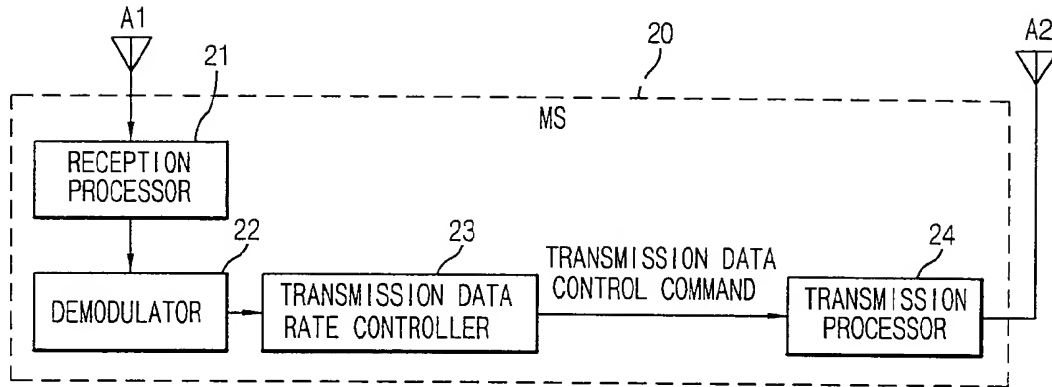 A1
A2
21
20
MS
RECEPTION
PROCESSOR
22
23
24
DEMODULATOR
TRANSMISSION DATA
RATE CONTROLLER
TRANSMISSION DATA
CONTROL COMMAND
TRANSMISSION
PROCESSOR